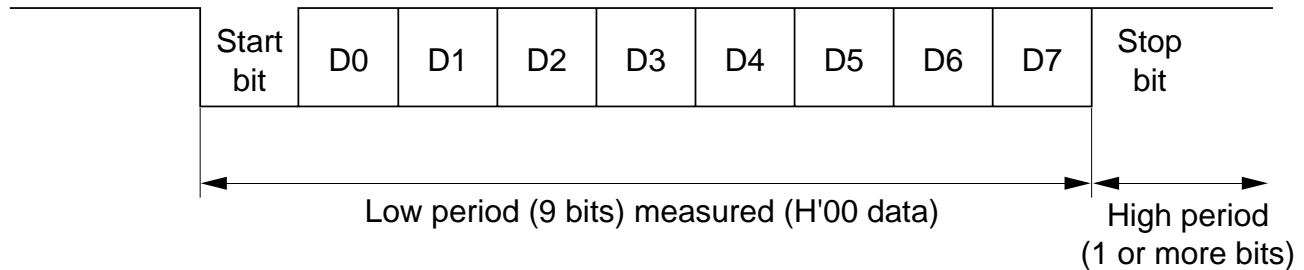 Start
bit
D0
D1
D2
D3
D4
D5
D6
D7
Stop
bit
Low period (9 bits) measured (H'00 data)
High period
(1 or more bits)